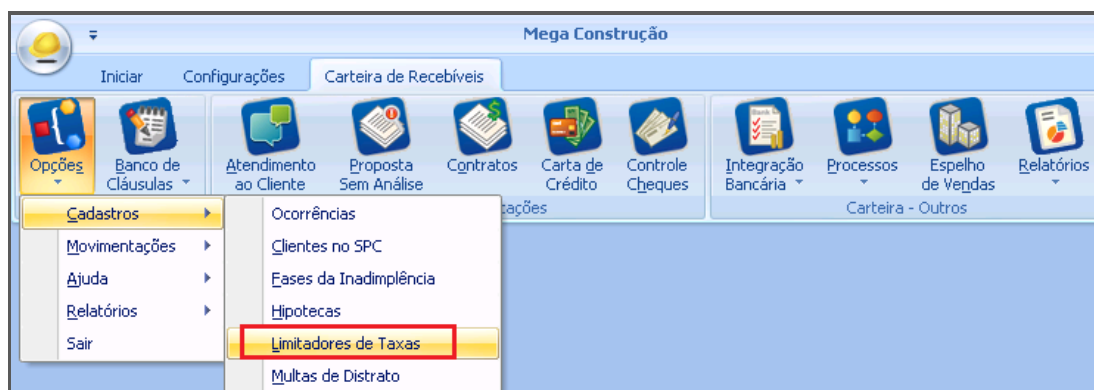 Mega Construção
Iniciar Configurações Carteira de Recebíveis
Opções
Banco de
Cláusulas
Atendimento
ao Cliente
Proposta
Sem Análise
Contratos
Carta de
Crédito
Controle
Cheques
Integração
Bancária
Processos
Espelho
de Vendas
Relatórios
ações
Carteira - Outros
Cadastros
Movimentações
Ajuda
Relatórios
Sair
Ocorrências
Clientes no SPC
Fases da Inadimplência
Hipotecas
Limitadores de Taxas
Multas de Distrato